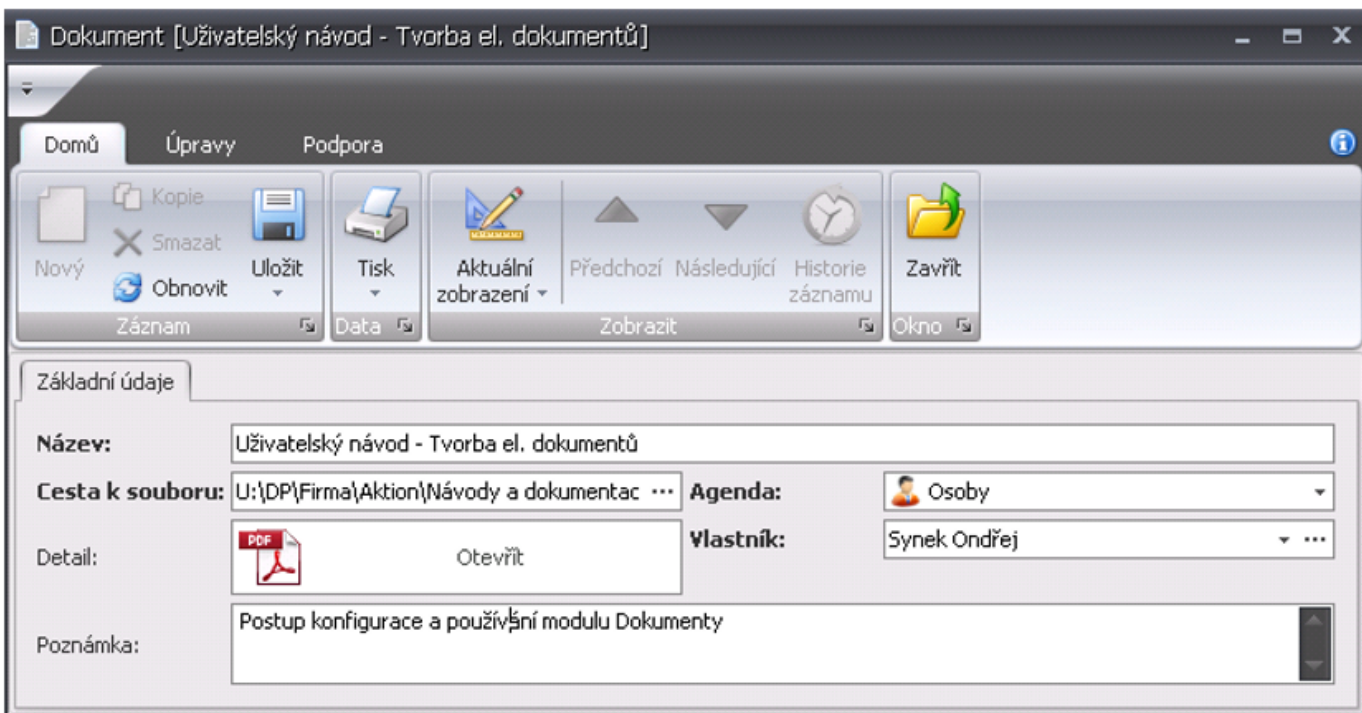 Dokument [Uživatelský návod - Tvorba el. dokumentů]
Domů Úpravy Podpora
Nový
Kopie
Smazat
Obnovit
Uložit
Tisk
Aktuální zobrazení
Předchozí
Následující
Historie záznamu
Zavřít
Záznam Data Zobrazit Okno
Základní údaje
Název: Uživatelský návod - Tvorba el. dokumentů
Cesta k souboru: U:\DP\Firma\Aktion\Návody a dokumentac ··· Agenda: Osoby
Detail: PDF Otevřít Vlastník: Synek Ondřej ···
Poznámka: Postup konfigurace a používání modulu Dokumenty